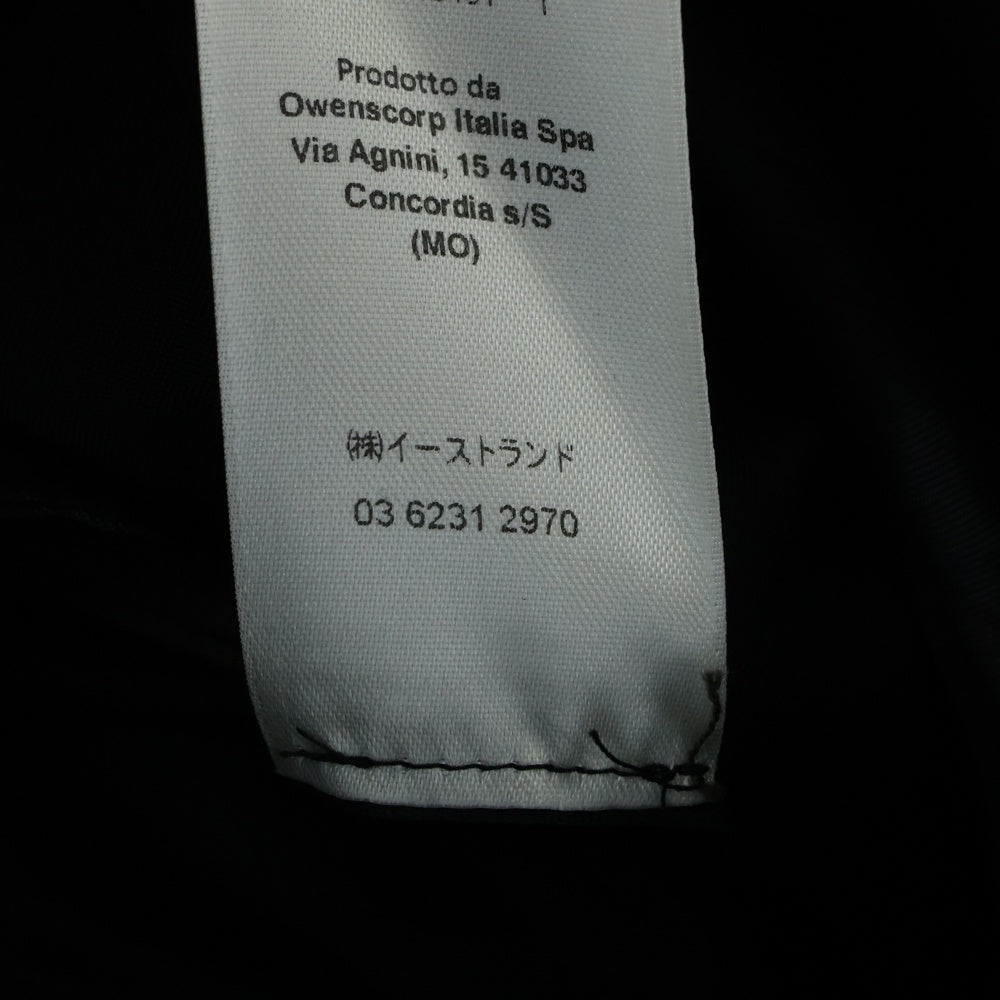 Prodotto da
Owenscorp Italia Spa
Via Agnini, 15 41033
Concordia s/S
(MO)
㈱イーストランド
03 6231 2970